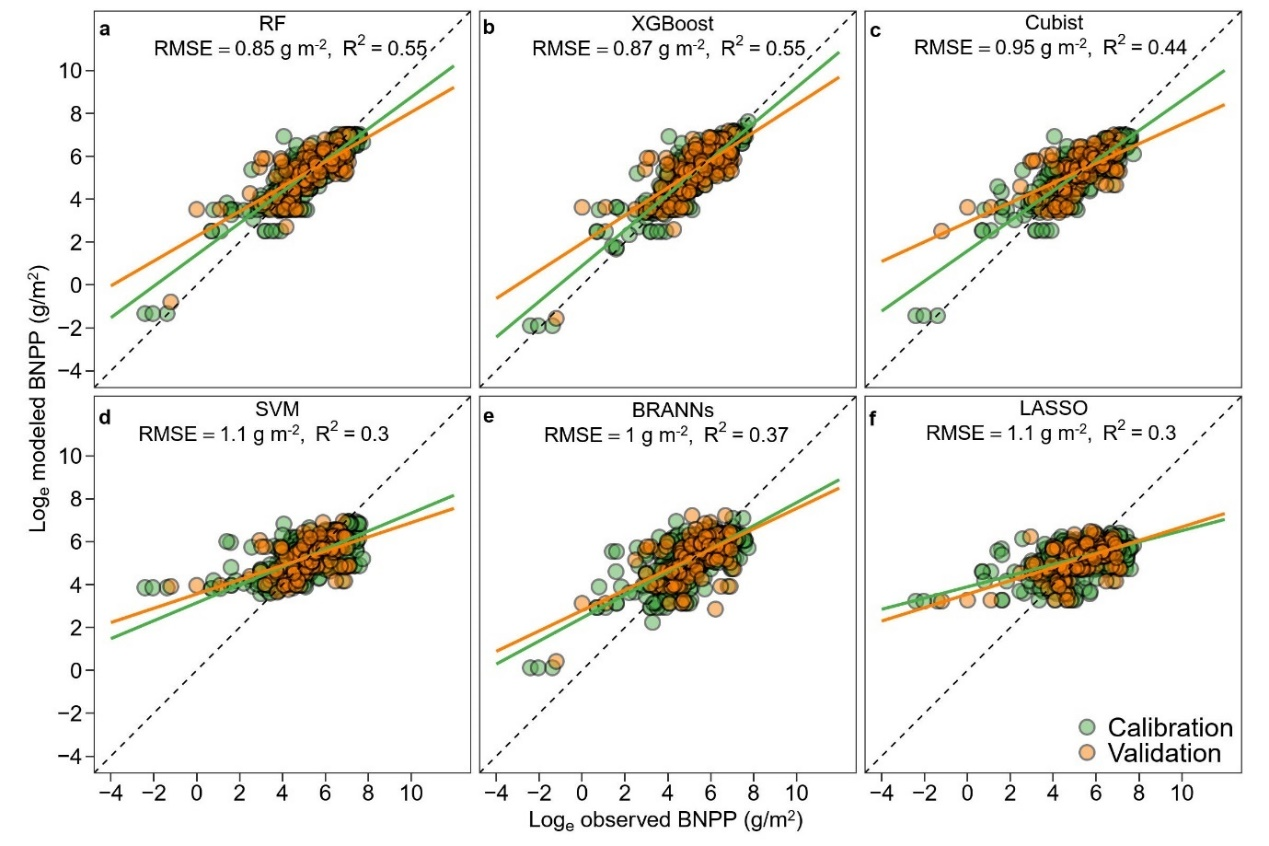 a
RF
RMSE = 0.85 g m-2, R2 = 0.55
b
XGBoost
RMSE = 0.87 g m-2, R2 = 0.55
c
Cubist
RMSE = 0.95 g m-2, R2 = 0.44
10
8
6
4
2
0
−2
−4
d
SVM
RMSE = 1.1 g m-2, R2 = 0.3
e
BRANNs
RMSE = 1 g m-2, R2 = 0.37
f
LASSO
RMSE = 1.1 g m-2, R2 = 0.3
10
8
6
4
2
0
−2
−4
Loge modeled BNPP (g/m2)
Calibration
Validation
−4 −2 0 2 4 6 8 10
−4 −2 0 2 4 6 8 10
−4 −2 0 2 4 6 8 10
Loge observed BNPP (g/m2)